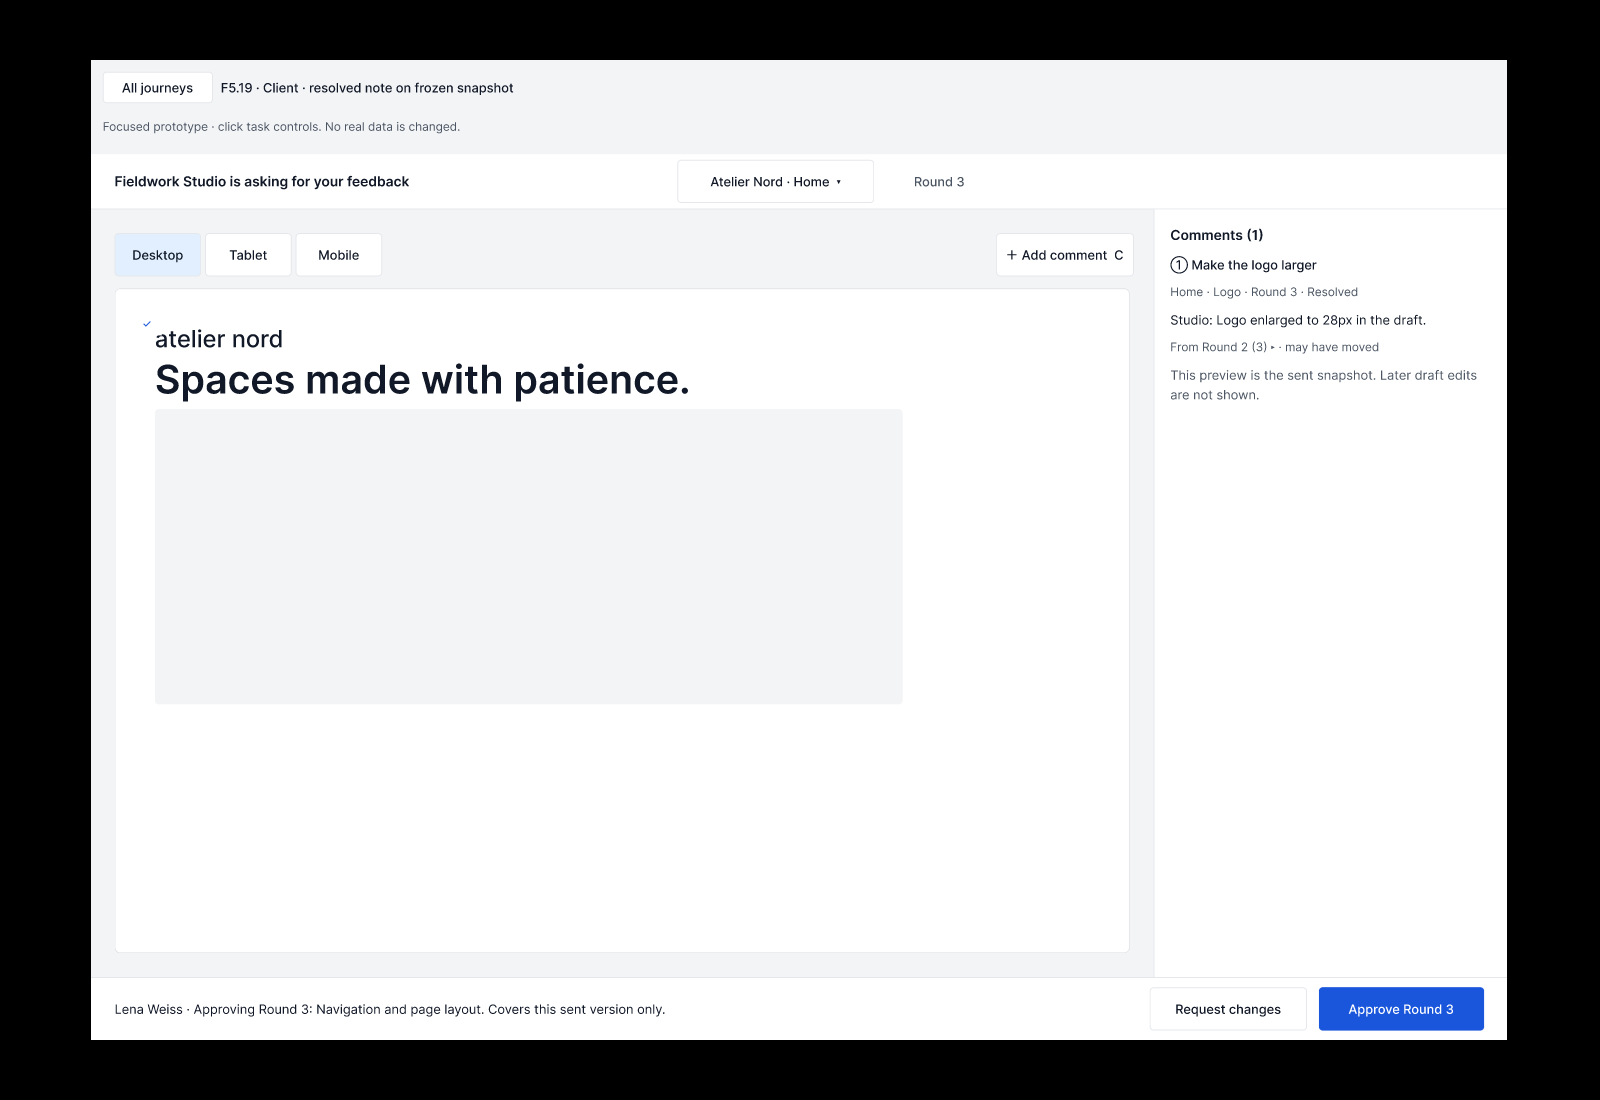 All journeys F5.19 · Client · resolved note on frozen snapshot
Focused prototype · click task controls. No real data is changed.
Fieldwork Studio is asking for your feedback
Atelier Nord · Home ▾
Round 3
Desktop
Tablet
Mobile
+ Add comment C
✓
atelier nord
Spaces made with patience.
Comments (1)
① Make the logo larger
Home · Logo · Round 3 · Resolved
Studio: Logo enlarged to 28px in the draft.
From Round 2 (3) ▸ · may have moved
This preview is the sent snapshot. Later draft edits
are not shown.
Lena Weiss · Approving Round 3: Navigation and page layout. Covers this sent version only.
Request changes
Approve Round 3